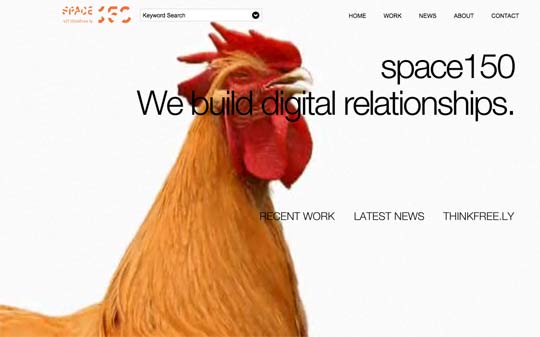 SPACE 150
Keyword Search
HOME WORK NEWS ABOUT CONTACT
space150
We build digital relationships.
RECENT WORK LATEST NEWS THINKFREE.LY